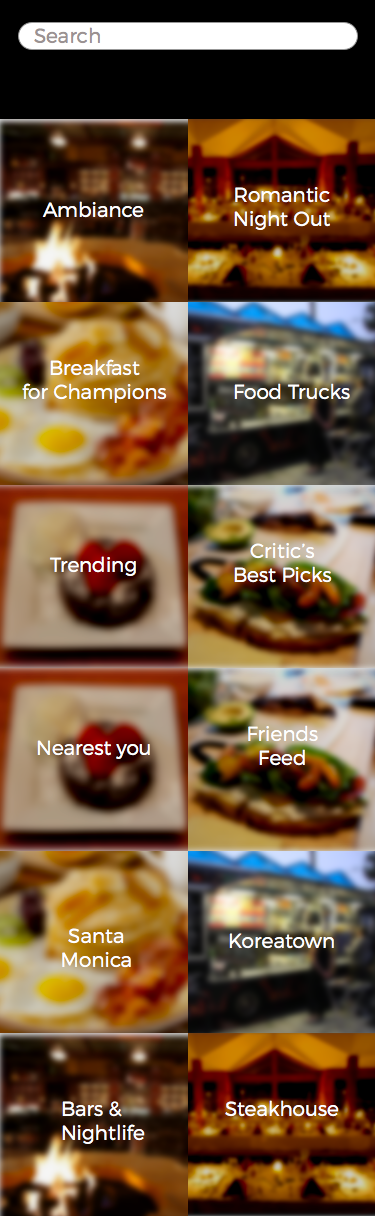 Search
Ambiance
Romantic
Night Out
Breakfast
for Champions
Food Trucks
Trending
Critic's
Best Picks
Nearest you
Friends
Feed
Santa
Monica
Koreatown
Bars &
Nightlife
Steakhouse